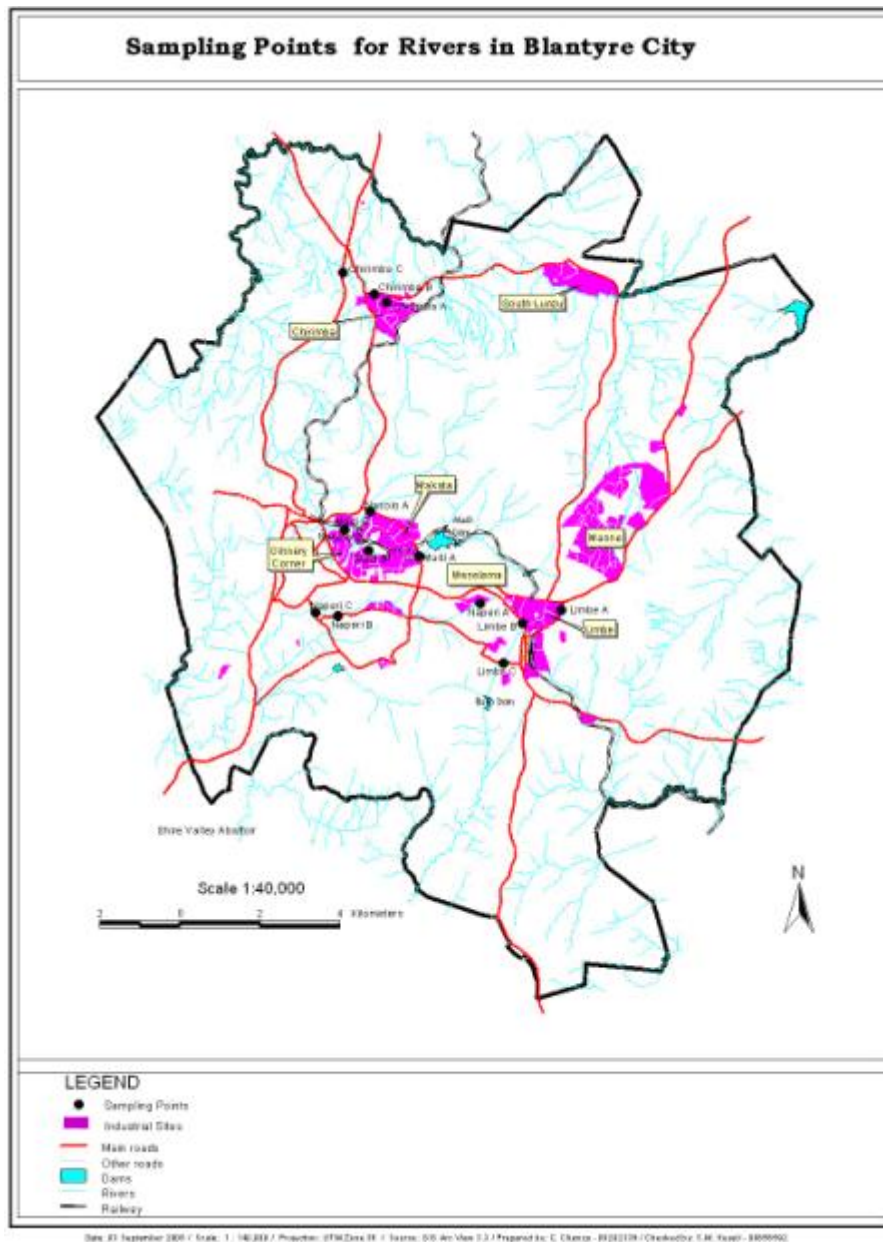 Sampling Points for Rivers in Blantyre City
Chirimba C
Chirimba B
South Lunzu
Chirimba
Makata
Mudi
Ginnery
Corner
Mudi A
Maselema
Naperi C
Naperi B
Naperi A
Limbe A
Limbe B
Limbe
Limbe C
Shire Valley Abattoir
Scale 1:40,000
2 0 2 4 Kilometers
N
LEGEND
Sampling Points
Industrial Sites
Main roads
Other roads
Dams
Rivers
Railway